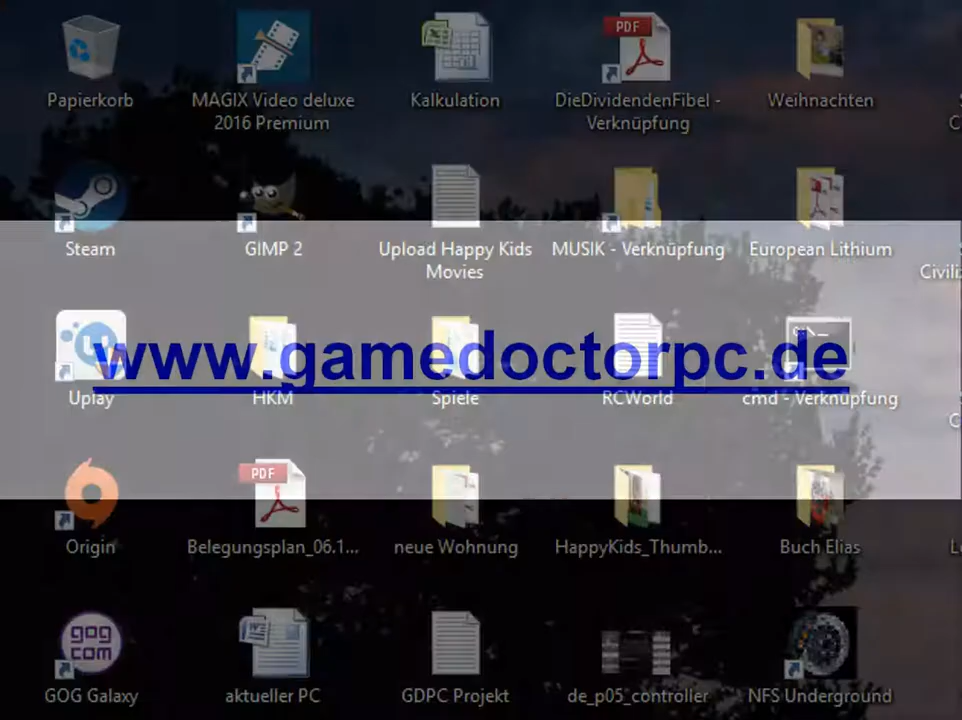 PDF
Papierkorb
MAGIX Video deluxe
2016 Premium
Kalkulation
DieDividendenFibel -
Verknüpfung
Weihnachten
Steam
GIMP 2
Upload Happy Kids
Movies
MUSIK - Verknüpfung
European Lithium
Civiliz
www.gamedoctorpc.de
Uplay
HKM
Spiele
RCWorld
cmd - Verknüpfung
PDF
Origin
Belegungsplan_06.1...
neue Wohnung
HappyKids_Thumb...
Buch Elias
gog
com
GOG Galaxy
aktueller PC
GDPC Projekt
de_p05_controller
NFS Underground